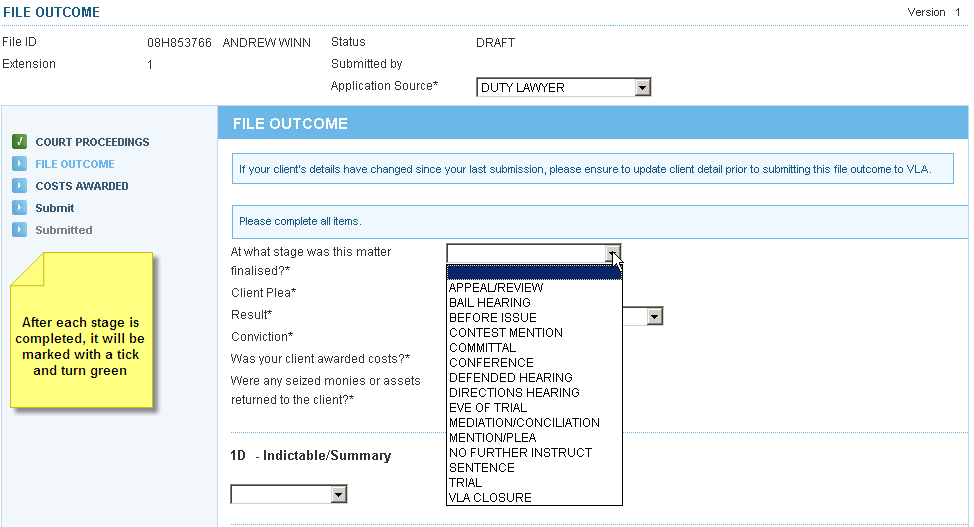 FILE OUTCOME
Version 1
File ID 08H853766 ANDREW WINN Status DRAFT
Extension 1 Submitted by
Application Source* DUTY LAWYER
COURT PROCEEDINGS
FILE OUTCOME
COSTS AWARDED
Submit
Submitted
After each stage is
completed, it will be
marked with a tick
and turn green
FILE OUTCOME
If your client's details have changed since your last submission, please ensure to update client detail prior to submitting this file outcome to VLA.
Please complete all items.
At what stage was this matter
finalised?*
Client Plea*
Result*
Conviction*
Was your client awarded costs?*
Were any seized monies or assets
returned to the client?*
APPEAL/REVIEW
BAIL HEARING
BEFORE ISSUE
CONTEST MENTION
COMMITTAL
CONFERENCE
DEFENDED HEARING
DIRECTIONS HEARING
EVE OF TRIAL
MEDIATION/CONCILIATION
MENTION/PLEA
NO FURTHER INSTRUCT
SENTENCE
TRIAL
VLA CLOSURE
1D - Indictable/Summary